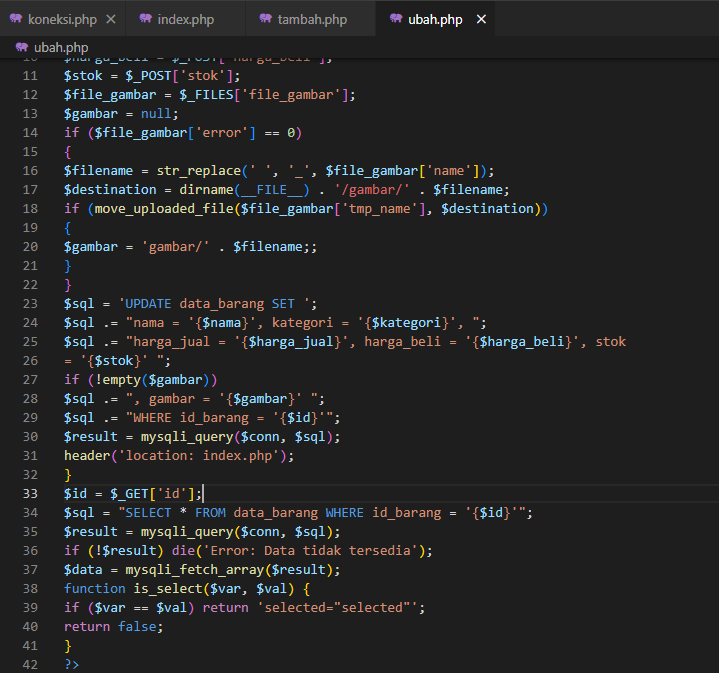 koneksi.php
index.php
tambah.php
ubah.php
ubah.php
10 $harga_beli = $_POST['harga_beli'];
11 $stok = $_POST['stok'];
12 $file_gambar = $_FILES['file_gambar'];
13 $gambar = null;
14 if ($file_gambar['error'] == 0)
15 {
16 $filename = str_replace(' ', '_', $file_gambar['name']);
17 $destination = dirname(__FILE__) . '/gambar/' . $filename;
18 if (move_uploaded_file($file_gambar['tmp_name'], $destination))
19 {
20 $gambar = 'gambar/' . $filename;;
21 }
22 }
23 $sql = 'UPDATE data_barang SET ';
24 $sql .= "nama = '{$nama}', kategori = '{$kategori}', ";
25 $sql .= "harga_jual = '{$harga_jual}', harga_beli = '{$harga_beli}', stok
26 = '{$stok}' ";
27 if (!empty($gambar))
28 $sql .= ", gambar = '{$gambar}' ";
29 $sql .= "WHERE id_barang = '{$id}'";
30 $result = mysqli_query($conn, $sql);
31 header('location: index.php');
32 }
33 $id = $_GET['id'];
34 $sql = "SELECT * FROM data_barang WHERE id_barang = '{$id}'";
35 $result = mysqli_query($conn, $sql);
36 if (!$result) die('Error: Data tidak tersedia');
37 $data = mysqli_fetch_array($result);
38 function is_select($var, $val) {
39 if ($var == $val) return 'selected="selected"';
40 return false;
41 }
42 ?>